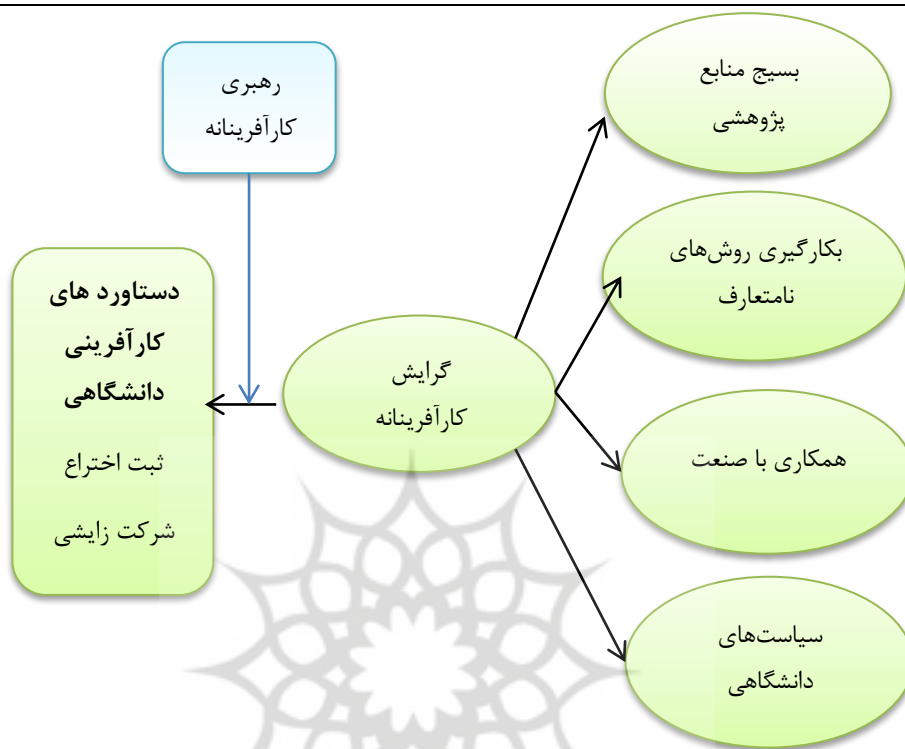 رهبری
کارآفرینانه
بسیج منابع
پژوهشی
بکارگیری روش‌های
نامتعارف
دستاورد های
کارآفرینی
دانشگاهی
ثبت اختراع
شرکت زایشی
گرایش
کارآفرینانه
همکاری با صنعت
سیاست‌های
دانشگاهی